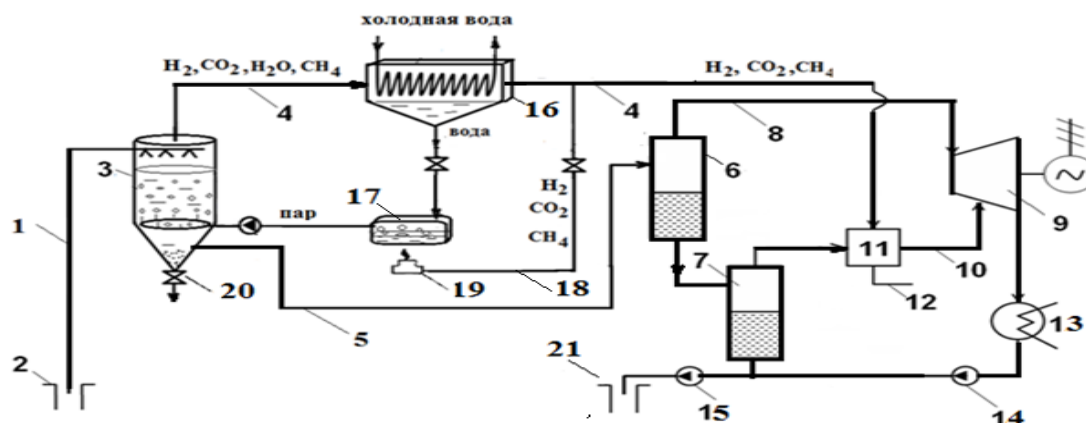 холодная вода
H₂, CO₂, H₂O, CH₄
H₂, CO₂, CH₄
4
16
4
8
вода
3
6
17
H₂
CO₂
CH₄
9
1
пар
7
11
10
20
19
18
12
5
13
2
21
15
14